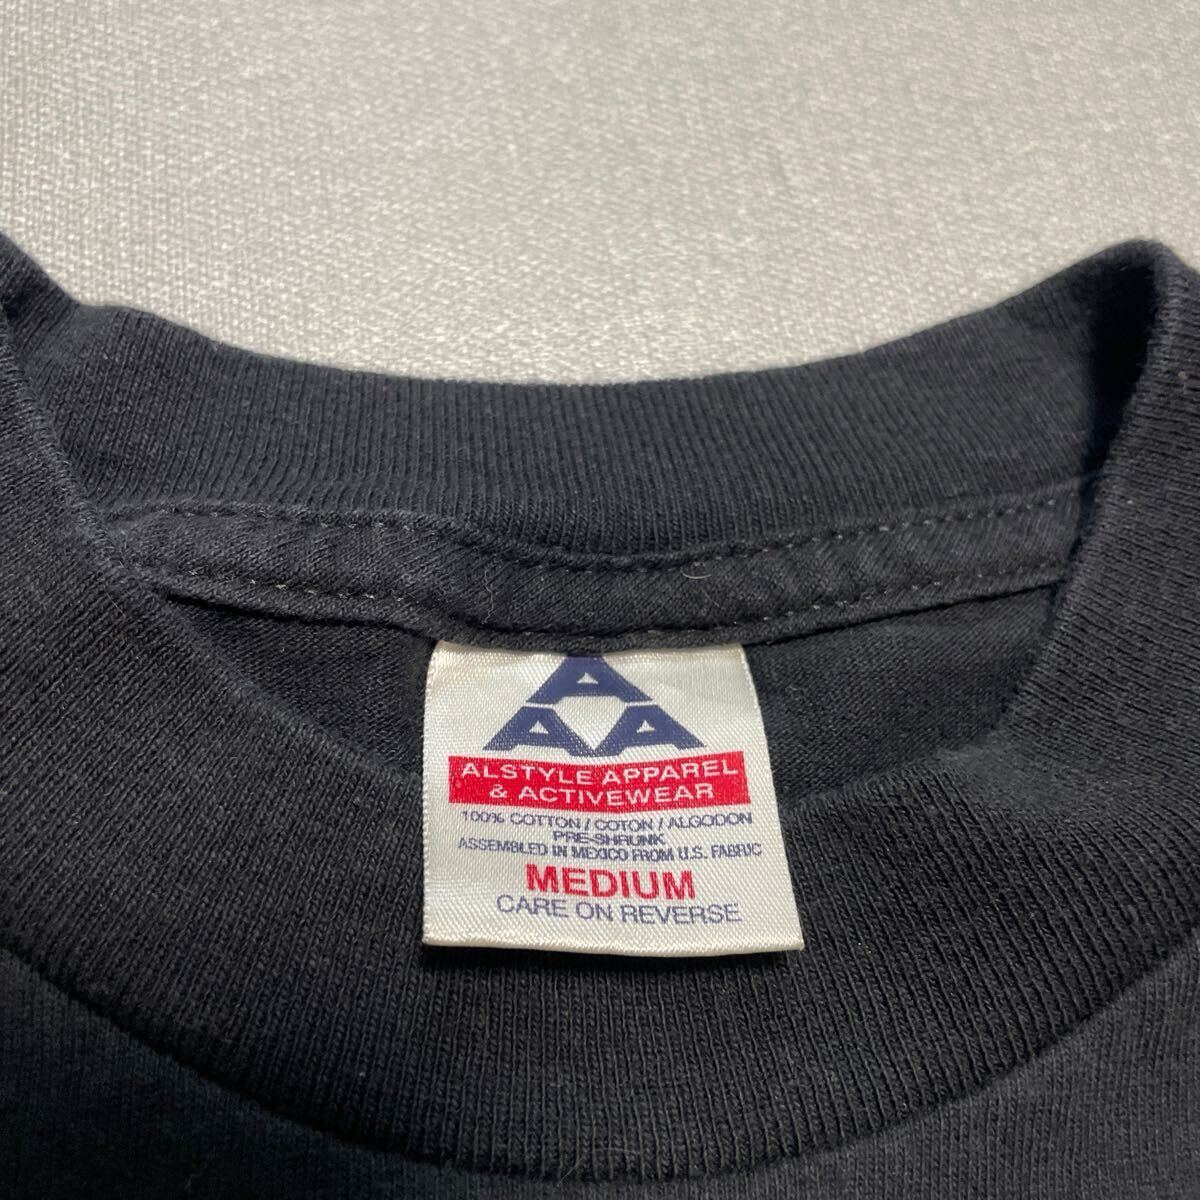 A
A A
ALSTYLE APPAREL
& ACTIVEWEAR
100% COTTON / COTON / ALGODON
PRE-SHRUNK
ASSEMBLED IN MEXICO FROM U.S. FABRIC
MEDIUM
CARE ON REVERSE